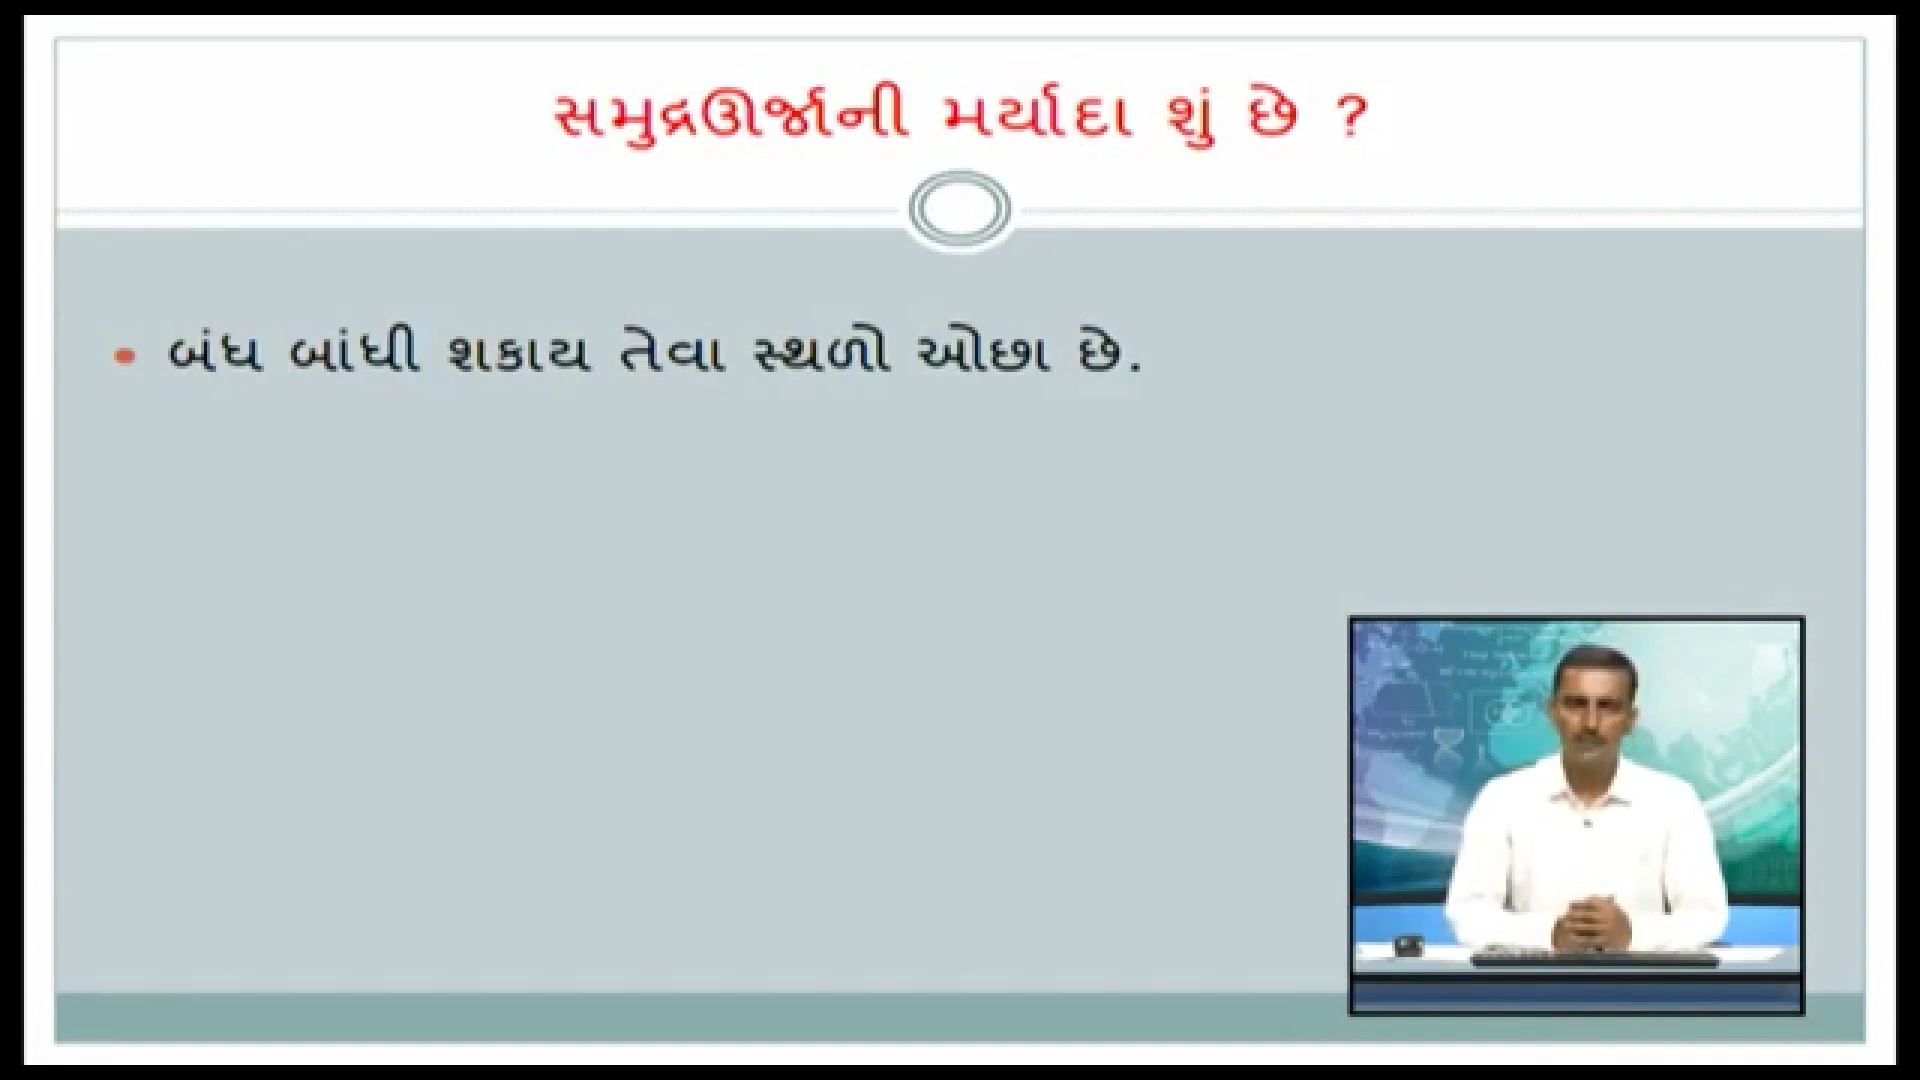 સમુદ્રઊર્જાની મર્યાદા શું છે ?
• બંધ બાંધી શકાય તેવા સ્થળો ઓછા છે.